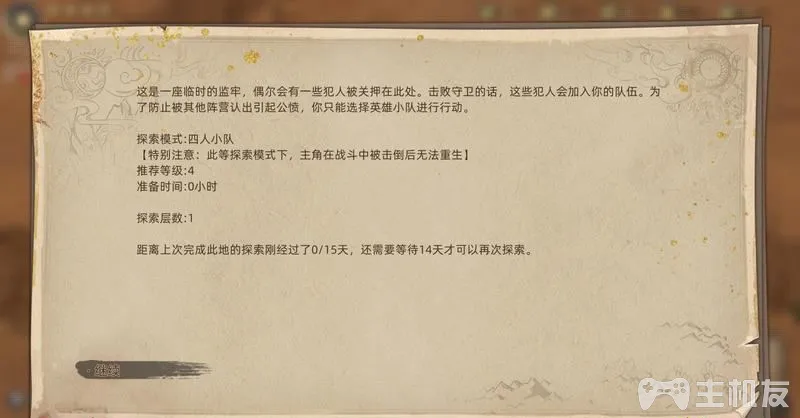 这是一座临时的监牢，偶尔会有一些犯人被关押在此处。击败守卫的话，这些犯人会加入你的队伍。为
了防止被其他阵营认出引起公愤，你只能选择英雄小队进行行动。
探索模式:四人小队
【特别注意：此等探索模式下，主角在战斗中被击倒后无法重生】
推荐等级:4
准备时间:0小时
探索层数:1
距离上次完成此地的探索刚经过了0/15天，还需要等待14天才可以再次探索。
继续
主机友